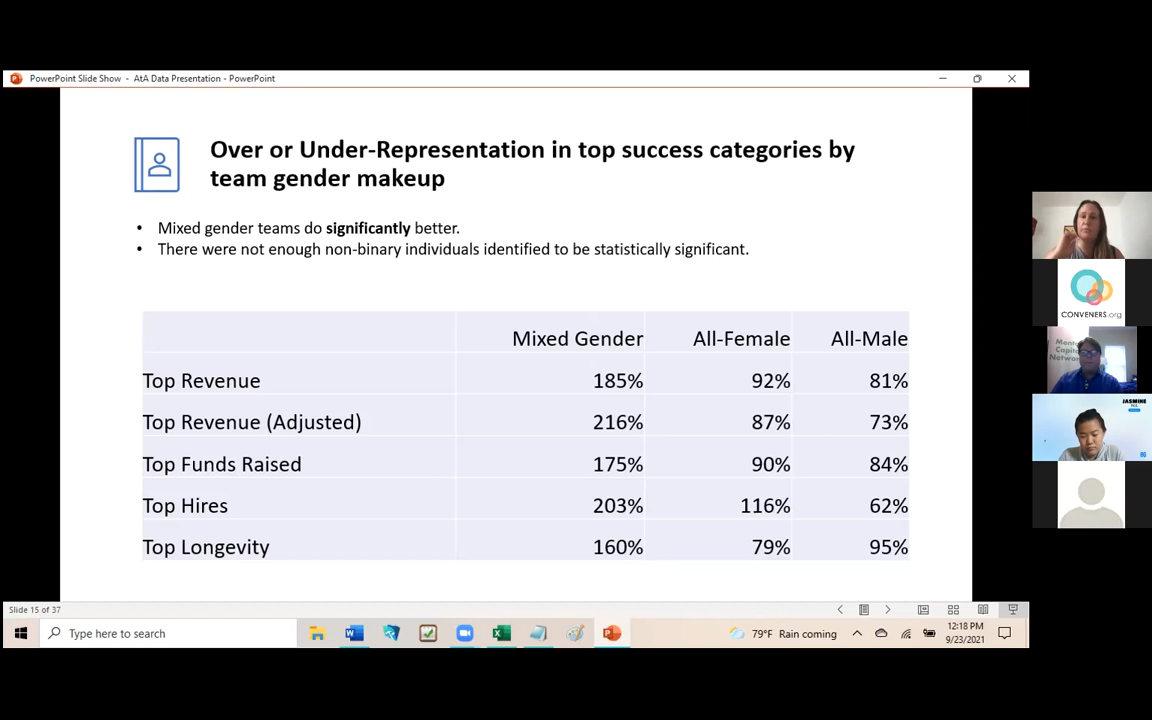 PowerPoint Slide Show - AtA Data Presentation - PowerPoint
Over or Under-Representation in top success categories by
team gender makeup
• Mixed gender teams do significantly better.
• There were not enough non-binary individuals identified to be statistically significant.
Mixed Gender All-Female All-Male
Top Revenue 185% 92% 81%
Top Revenue (Adjusted) 216% 87% 73%
Top Funds Raised 175% 90% 84%
Top Hires 203% 116% 62%
Top Longevity 160% 79% 95%
CONVENERS.org
Capital
Network
JASMINE
Slide 15 of 37
Type here to search
79°F Rain coming
12:18 PM
9/23/2021